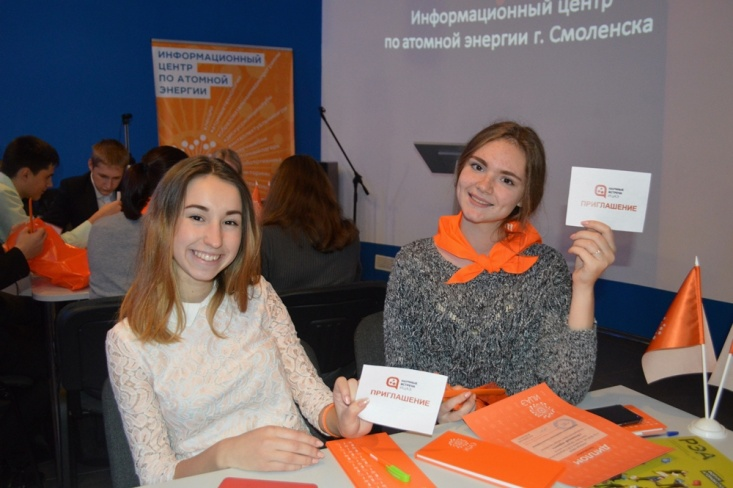 Информационный центр
по атомной энергии г. Смоленска
ИНФОРМАЦИОННЫЙ
ЦЕНТР
ПО АТОМНОЙ
ЭНЕРГИИ
ПРИГЛАШЕНИЕ
ПРИГЛАШЕНИЕ
ДИПЛОМ
РЭА